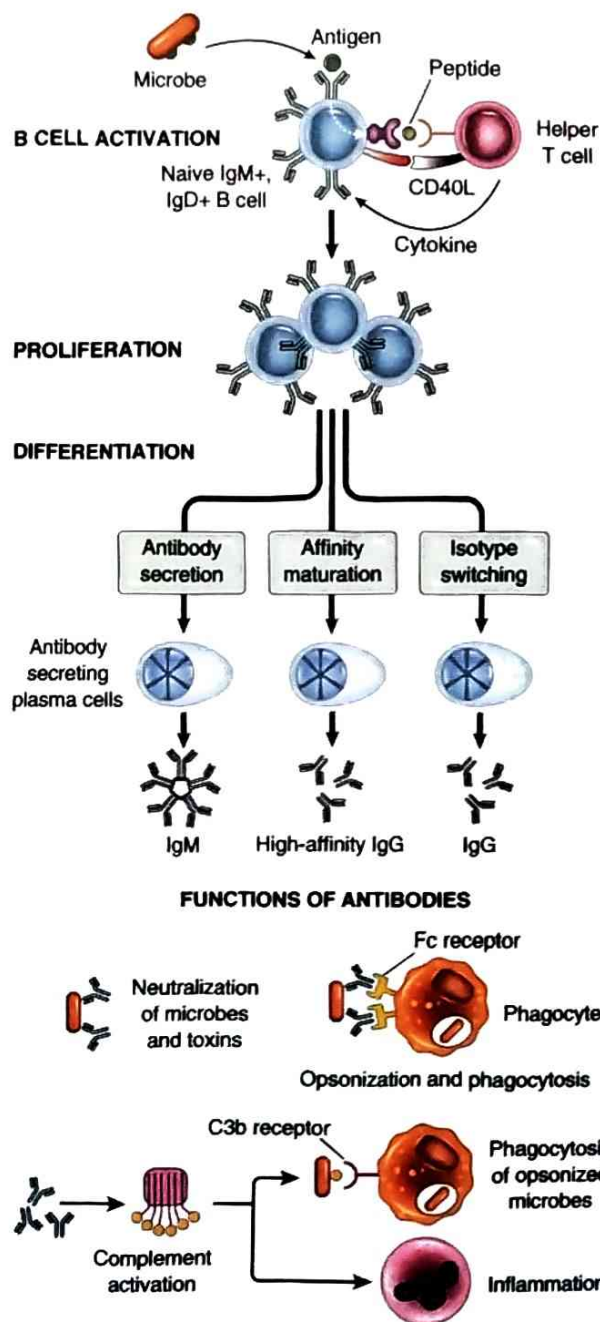 Antigen
Microbe
Peptide
B CELL ACTIVATION
Helper
T cell
Naive IgM+,
IgD+ B cell
CD40L
Cytokine
PROLIFERATION
DIFFERENTIATION
Antibody
secretion
Affinity
maturation
Isotype
switching
Antibody
secreting
plasma cells
IgM
High-affinity IgG
IgG
FUNCTIONS OF ANTIBODIES
Fc receptor
Neutralization
of microbes
and toxins
Phagocyte
Opsonization and phagocytosis
C3b receptor
Phagocytosi
of opsonized
microbes
Complement
activation
Inflammation